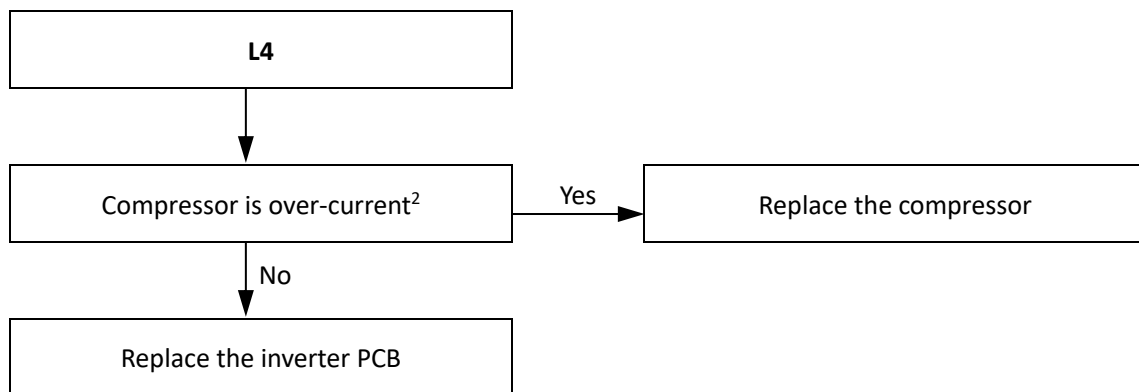 L4
Compressor is over-current²
Yes
Replace the compressor
No
Replace the inverter PCB